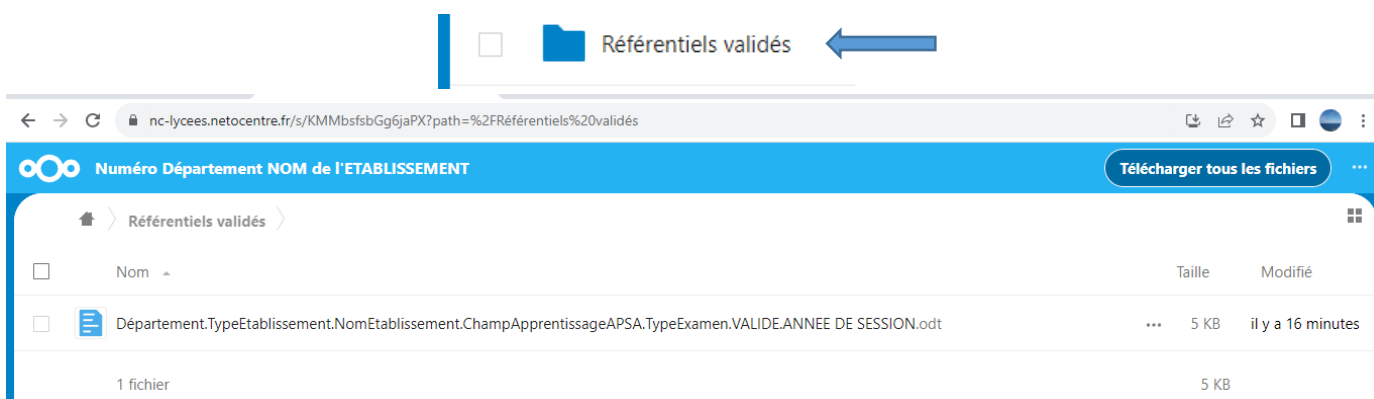 Référentiels validés
nc-lycees.netocentre.fr/s/KMMbsfsbGg6jaPX?path=%2FRéférentiels%20validés
Numéro Département NOM de l'ETABLISSEMENT Télécharger tous les fichiers
Référentiels validés
Nom Taille Modifié
Département.TypeEtablissement.NomEtablissement.ChampApprentissageAPSA.TypeExamen.VALIDE.ANNEE DE SESSION.odt ... 5 KB il y a 16 minutes
1 fichier 5 KB